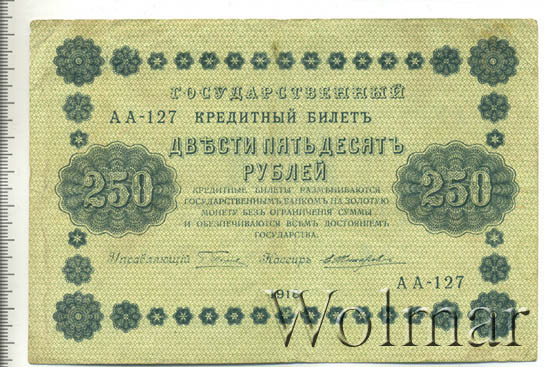 ГОСУДАРСТВЕННЫЙ
АА-127 КРЕДИТНЫЙ БИЛЕТЪ
ДВѢСТИ ПЯТЬДЕСЯТЪ
РУБЛЕЙ
250 250
КРЕДИТНЫЕ БИЛЕТЫ РАЗМѢНИВАЮТСЯ
ГОСУДАРСТВЕННЫМЪ БАНКОМЪ НА ЗОЛОТУЮ
МОНЕТУ БЕЗЪ ОГРАНИЧЕНІЯ СУММЫ
И ОБЕЗПЕЧИВАЮТСЯ ВСѢМЪ ДОСТОЯНІЕМЪ
ГОСУДАРСТВА.
Управляющій Кассиръ
АА-127
1918
Wolmar